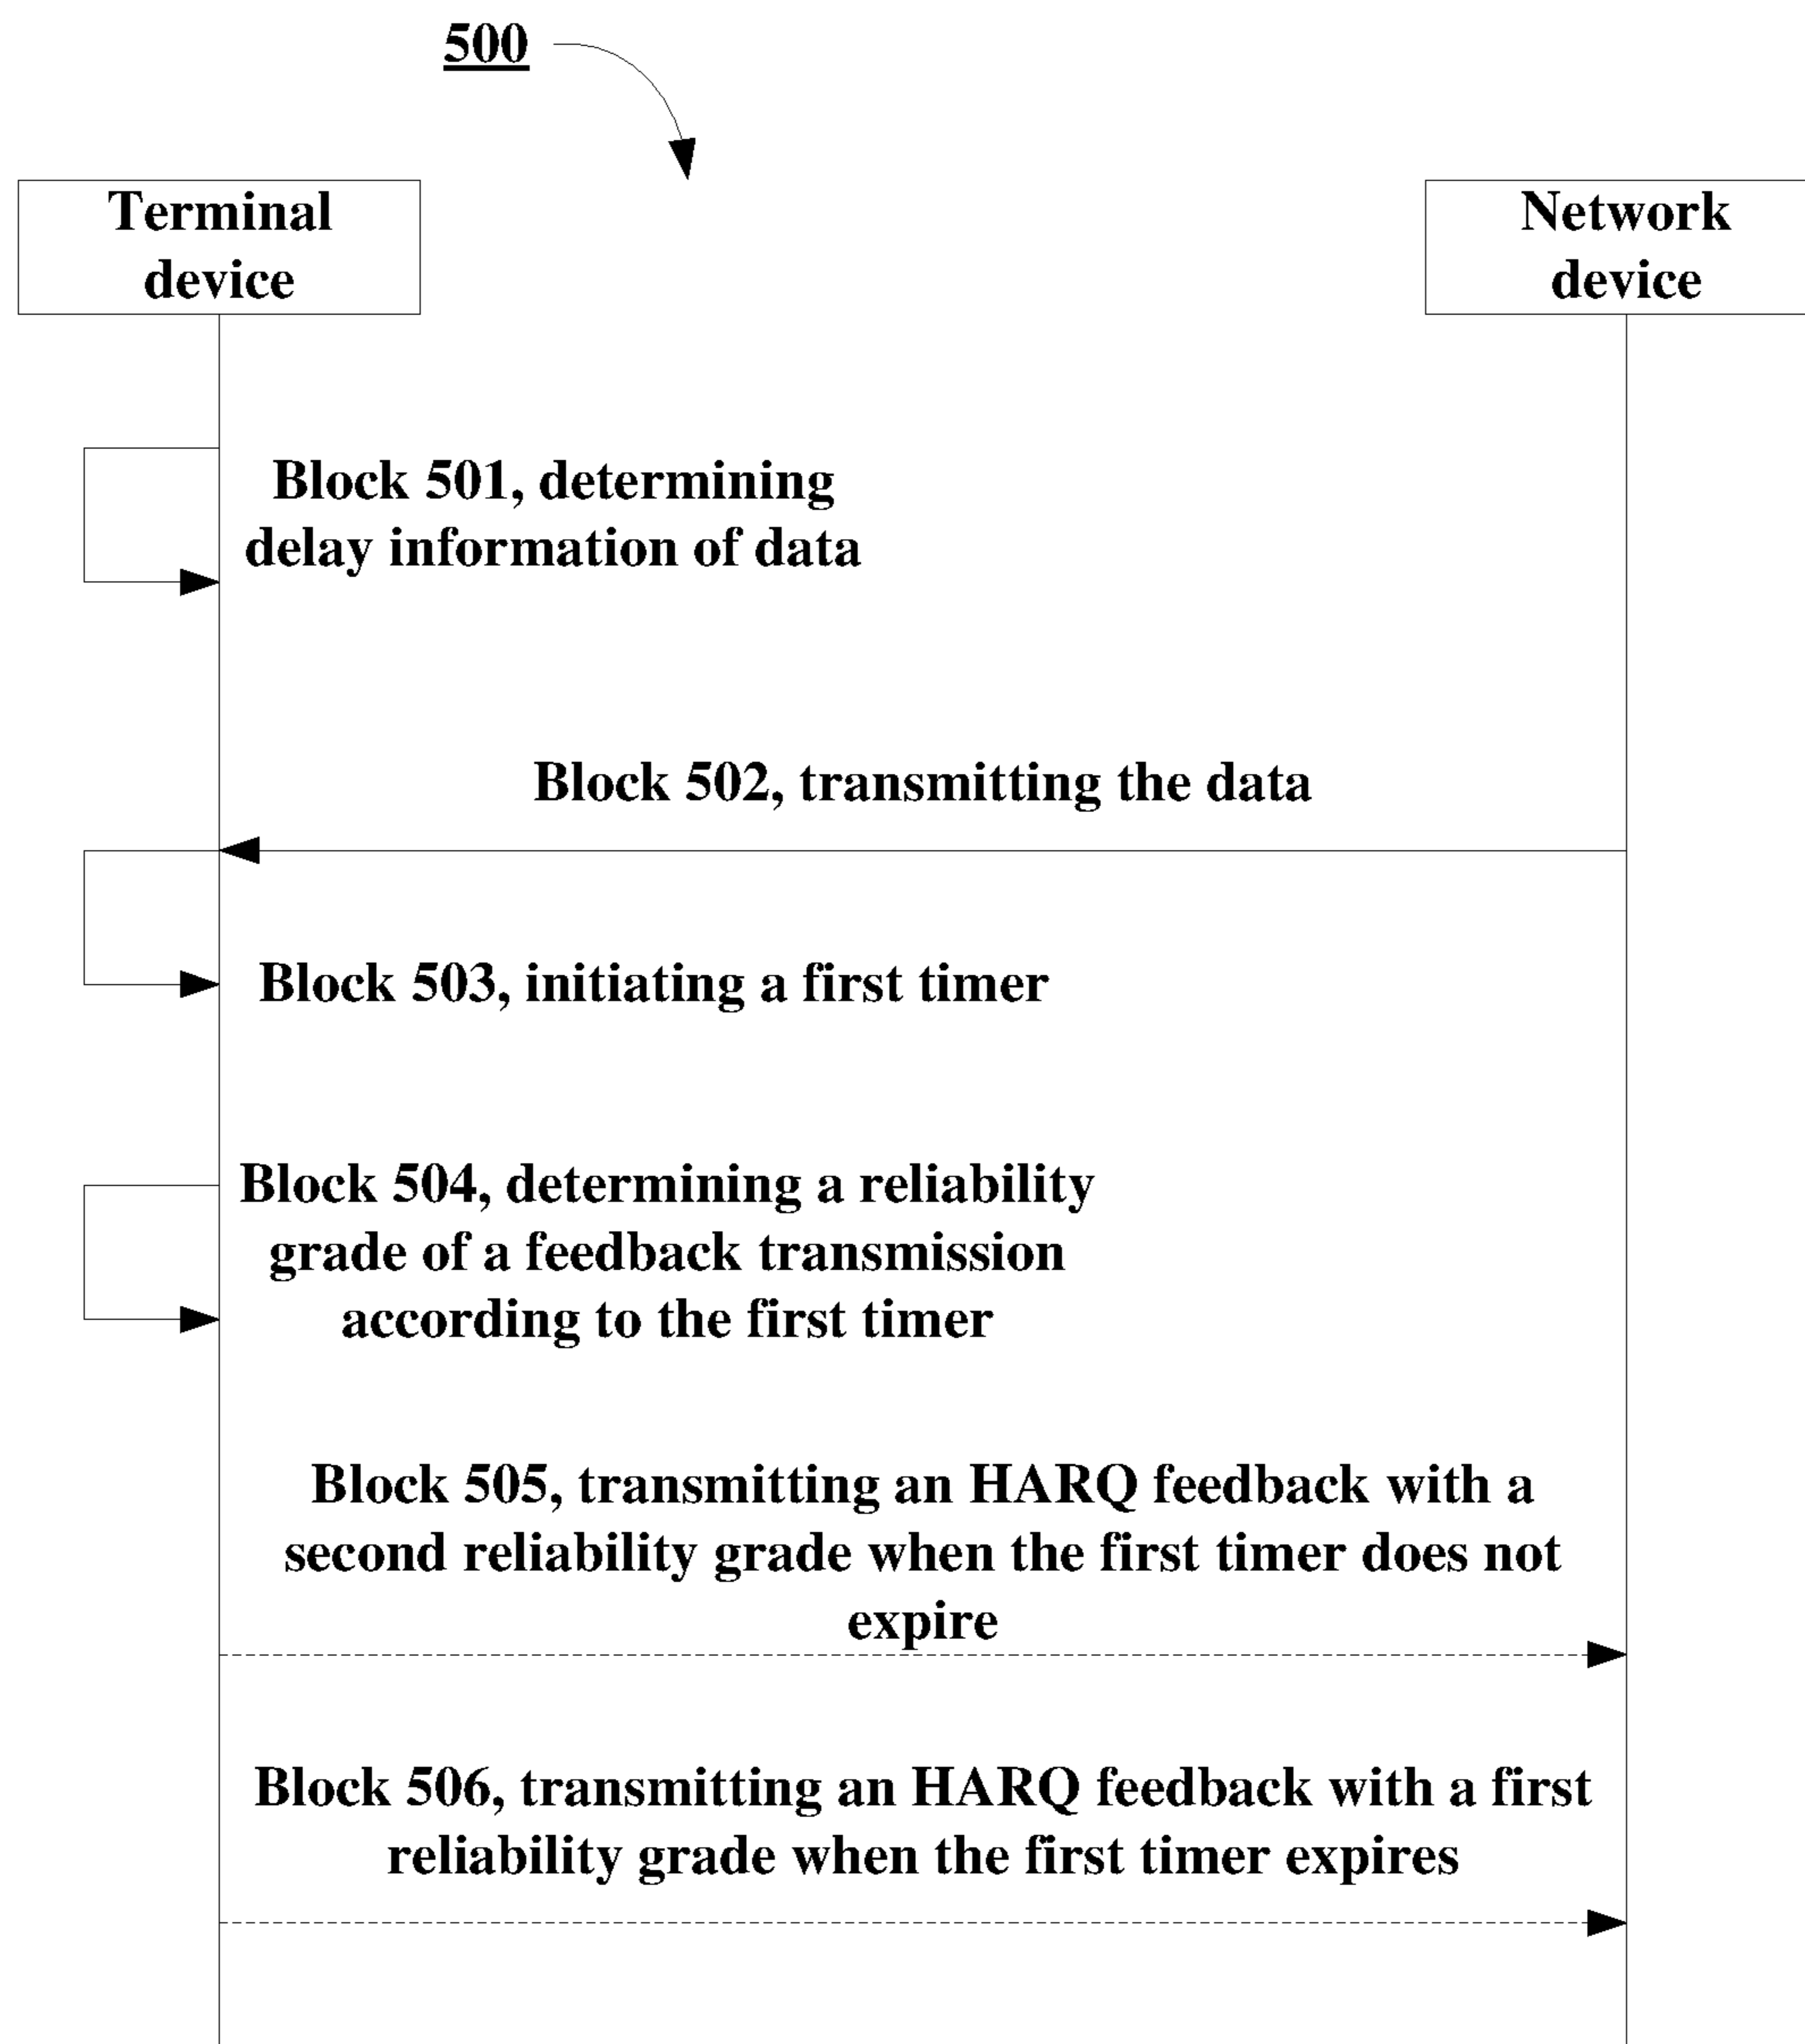 500
Terminal
device
Network
device
Block 501, determining
delay information of data
Block 502, transmitting the data
Block 503, initiating a first timer
Block 504, determining a reliability
grade of a feedback transmission
according to the first timer
Block 505, transmitting an HARQ feedback with a
second reliability grade when the first timer does not
expire
Block 506, transmitting an HARQ feedback with a first
reliability grade when the first timer expires